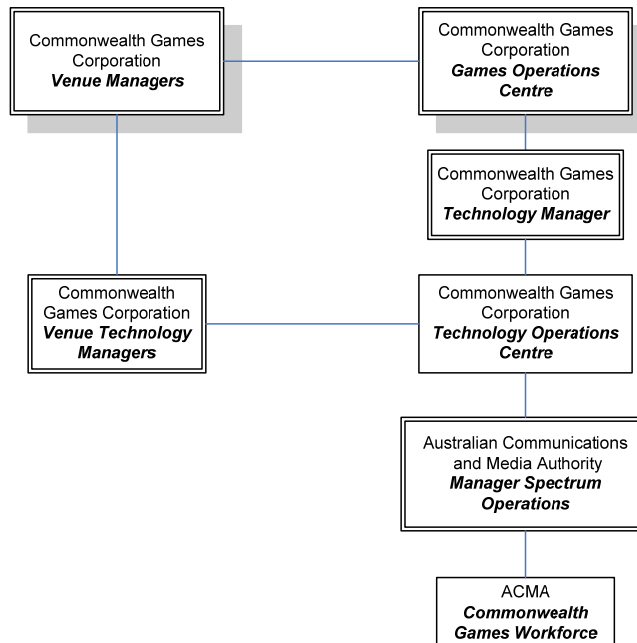 Commonwealth Games
Corporation
Venue Managers
Commonwealth Games
Corporation
Games Operations
Centre
Commonwealth Games
Corporation
Technology Manager
Commonwealth
Games Corporation
Venue Technology
Managers
Commonwealth Games
Corporation
Technology Operations
Centre
Australian Communications
and Media Authority
Manager Spectrum
Operations
ACMA
Commonwealth
Games Workforce